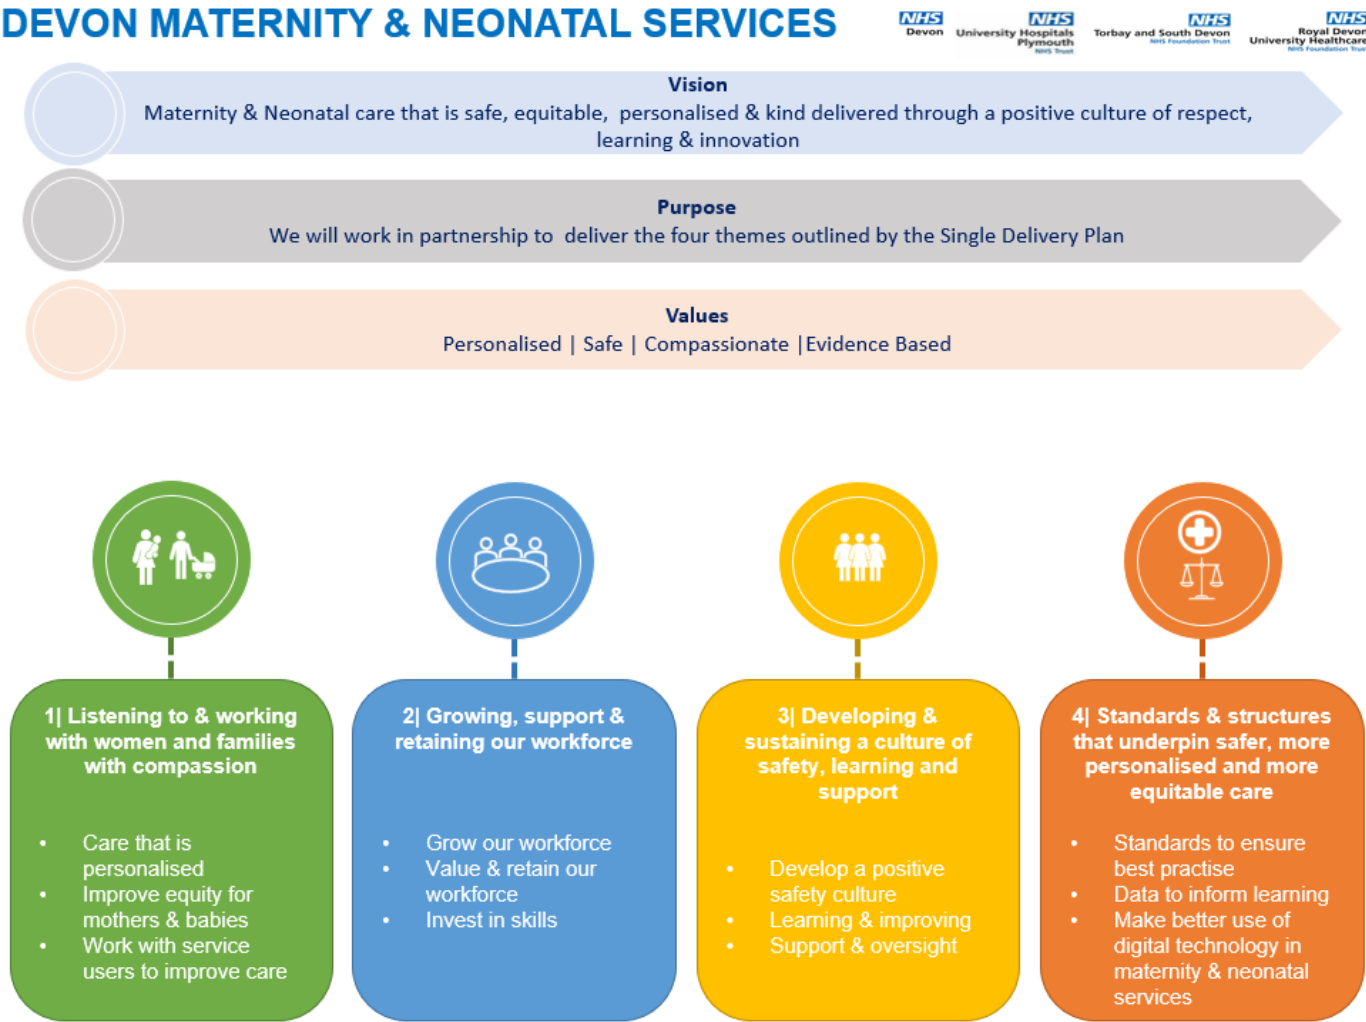 DEVON MATERNITY & NEONATAL SERVICES
NHS
Devon
NHS
University Hospitals
Plymouth
NHS Trust
NHS
Torbay and South Devon
NHS Foundation Trust
NHS
Royal Devon
University Healthcare
NHS Foundation Trust
Vision
Maternity & Neonatal care that is safe, equitable, personalised & kind delivered through a positive culture of respect,
learning & innovation
Purpose
We will work in partnership to deliver the four themes outlined by the Single Delivery Plan
Values
Personalised | Safe | Compassionate |Evidence Based
1| Listening to & working
with women and families
with compassion
• Care that is
personalised
• Improve equity for
mothers & babies
• Work with service
users to improve care
2| Growing, support &
retaining our workforce
• Grow our workforce
• Value & retain our
workforce
• Invest in skills
3| Developing &
sustaining a culture of
safety, learning and
support
• Develop a positive
safety culture
• Learning & improving
• Support & oversight
4| Standards & structures
that underpin safer, more
personalised and more
equitable care
• Standards to ensure
best practise
• Data to inform learning
• Make better use of
digital technology in
maternity & neonatal
services